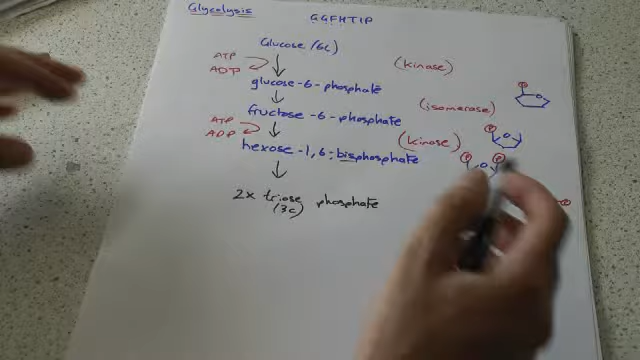 Glycolysis
GGFHTIP
Glucose (6c)
ATP
ADP
(kinase)
glucose-6-phosphate
(isomerase)
fructose-6-phosphate
ATP
ADP
(kinase)
hexose-1,6-bisphosphate
2x triose phosphate
(3c)
P
O
P
O
P
P
O
P